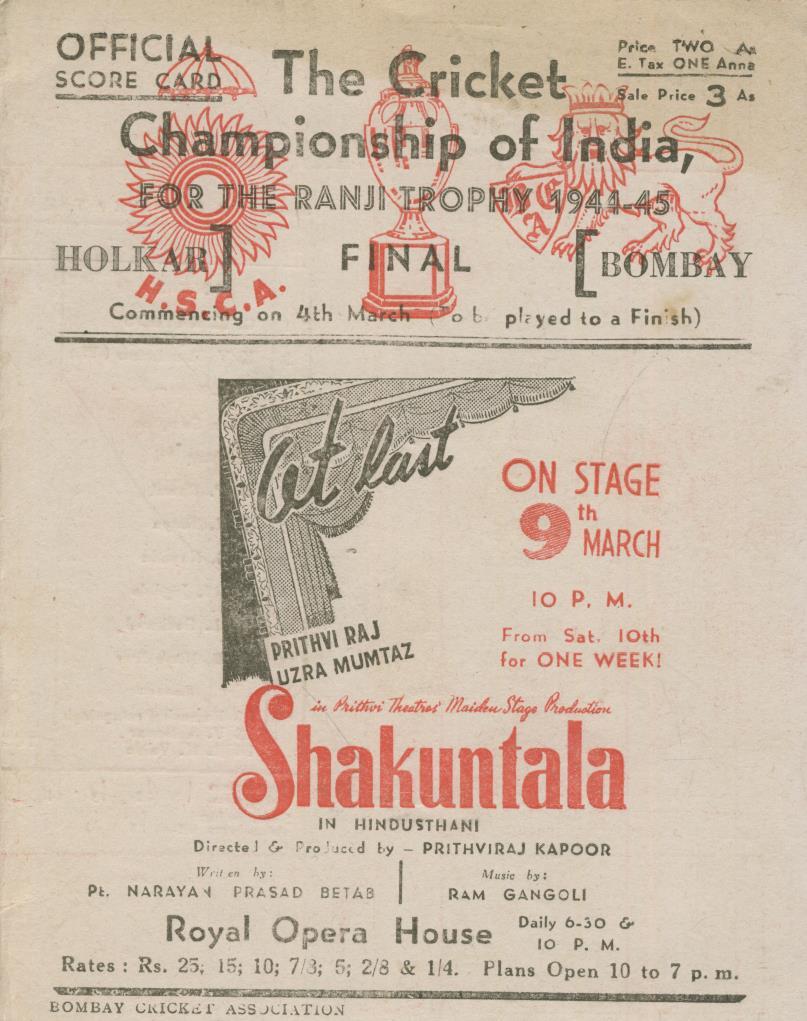 OFFICIAL
SCORE CARD
Price TWO As
E. Tax ONE Anna
Sale Price 3 As
The Cricket
Championship of India,
FOR THE RANJI TROPHY 1944-45
HOLKAR] FINAL [BOMBAY
H.S.C.A.
Commencing on 4th March (To be played to a Finish)
At last
ON STAGE
9th MARCH
10 P. M.
From Sat. 10th
for ONE WEEK!
PRITHVI RAJ
UZRA MUMTAZ
in Prithvi Theatres' Maiden Stage Production
Shakuntala
IN HINDUSTHANI
Directed & Produced by – PRITHVIRAJ KAPOOR
Written by:
Pt. NARAYAN PRASAD BETAB
Music by:
RAM GANGOLI
Royal Opera House Daily 6-30 &
10 P. M.
Rates : Rs. 25; 15; 10; 7/8; 5; 2/8 & 1/4. Plans Open 10 to 7 p. m.
BOMBAY CRICKET ASSOCIATION